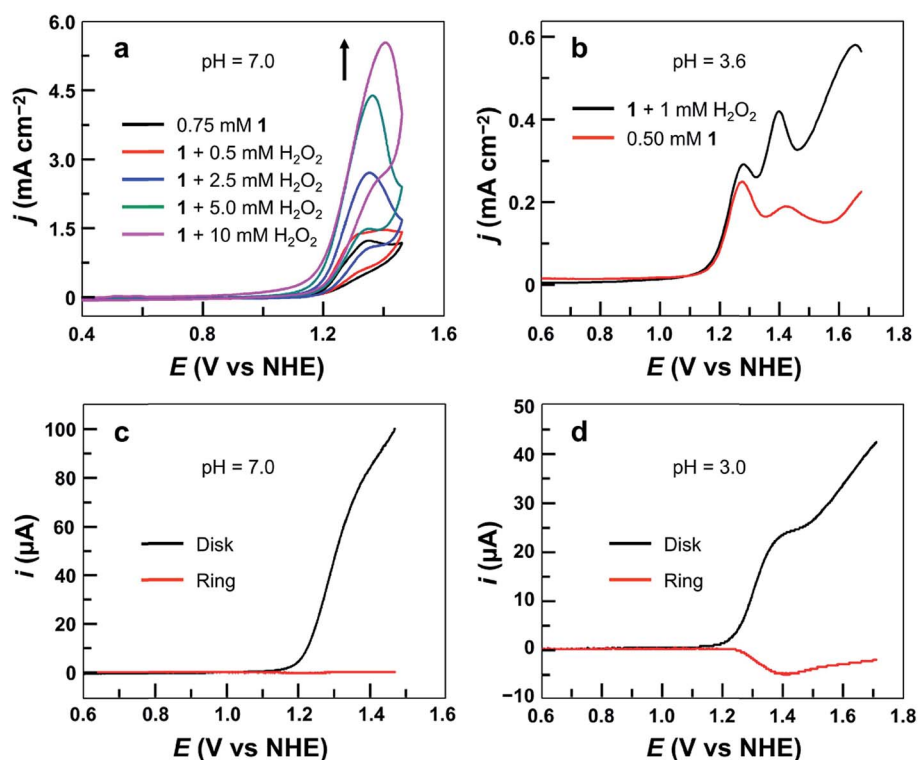 a
pH = 7.0
0.75 mM 1
1 + 0.5 mM H₂O₂
1 + 2.5 mM H₂O₂
1 + 5.0 mM H₂O₂
1 + 10 mM H₂O₂
j (mA cm⁻²)
6.0
4.5
3.0
1.5
0
0.4 0.8 1.2 1.6
E (V vs NHE)
b
pH = 3.6
1 + 1 mM H₂O₂
0.50 mM 1
j (mA cm⁻²)
0.6
0.4
0.2
0
0.6 0.8 1.0 1.2 1.4 1.6 1.8
E (V vs NHE)
c
pH = 7.0
Disk
Ring
i (μA)
100
80
60
40
20
0
0.6 0.8 1.0 1.2 1.4 1.6
E (V vs NHE)
d
pH = 3.0
Disk
Ring
i (μA)
50
40
30
20
10
0
−10
0.6 0.8 1.0 1.2 1.4 1.6 1.8
E (V vs NHE)